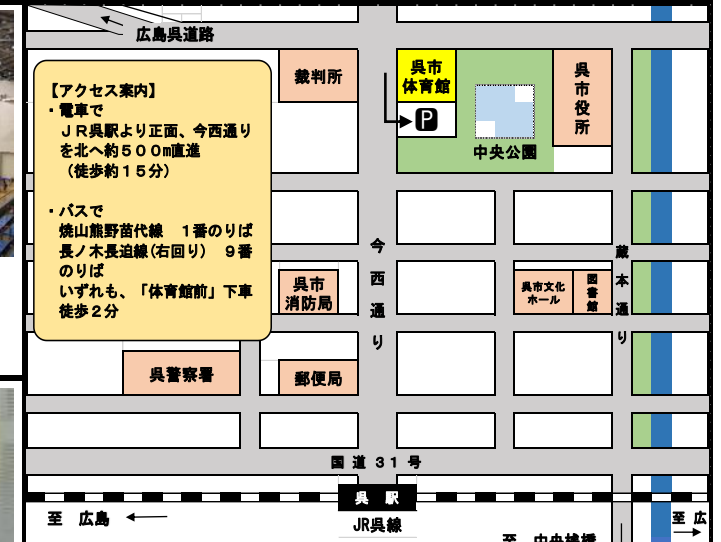 広島呉道路
【アクセス案内】
・電車で
ＪＲ呉駅より正面、今西通り
を北へ約５００m直進
（徒歩約１５分）
・バスで
焼山熊野苗代線　１番のりば
長ノ木長迫線(右回り)　９番
のりば
いずれも、「体育館前」下車
徒歩２分
裁判所
呉市
体育館
P
中央公園
呉市役所
今西通り
蔵本通り
呉市
消防局
呉市文化
ホール
図書館
呉警察署
郵便局
国道３１号
呉駅
JR呉線
至　広島
至　広